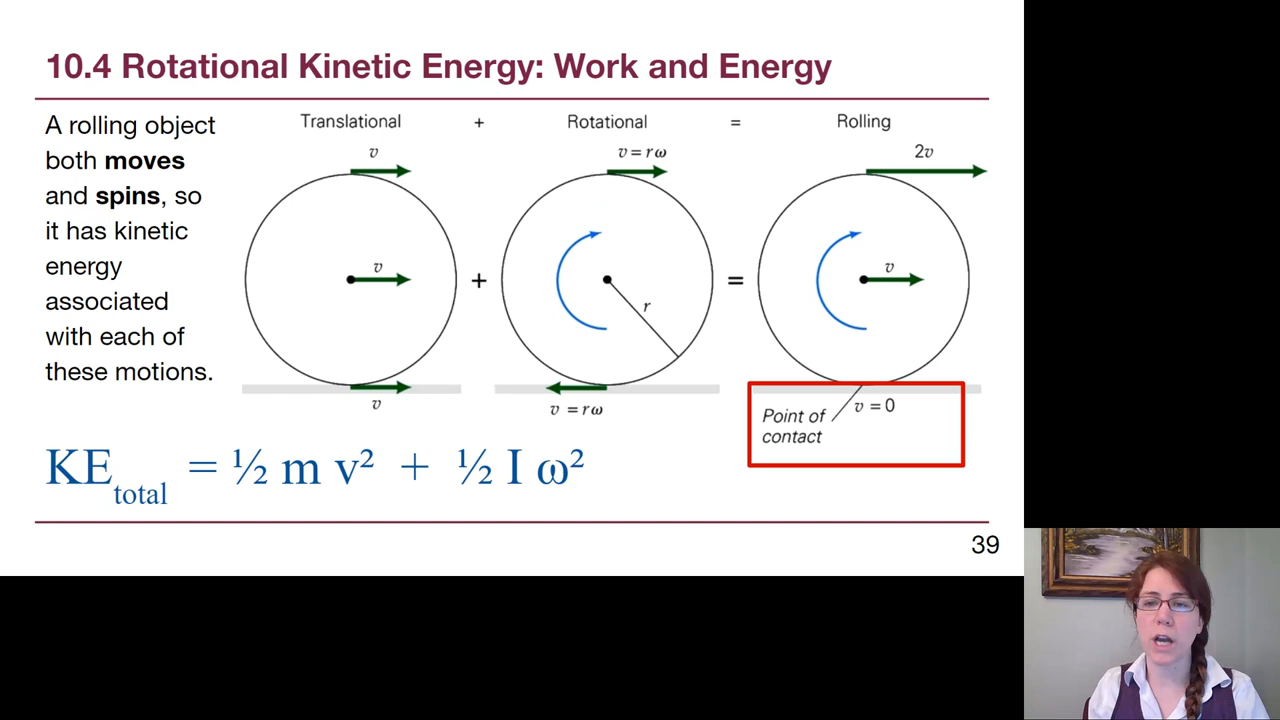 10.4 Rotational Kinetic Energy: Work and Energy
A rolling object
both moves
and spins, so
it has kinetic
energy
associated
with each of
these motions.
Translational + Rotational = Rolling
v
v = rω
2v
v
+
r
=
v
v
v = rω
Point of
contact
v = 0
KEtotal = ½ m v² + ½ I ω²
39